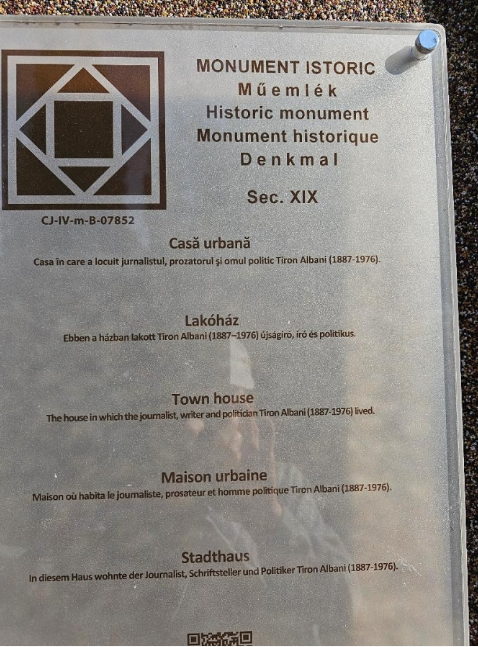 MONUMENT ISTORIC
Műemlék
Historic monument
Monument historique
Denkmal
Sec. XIX
CJ-IV-m-B-07852
Casă urbană
Casa în care a locuit jurnalistul, prozatorul şi omul politic Tiron Albani (1887-1976).
Lakóház
Ebben a házban lakott Tiron Albani (1887–1976) újságíró, író és politikus.
Town house
The house in which the journalist, writer and politician Tiron Albani (1887-1976) lived.
Maison urbaine
Maison où habita le journaliste, prosateur et homme politique Tiron Albani (1887-1976).
Stadthaus
In diesem Haus wohnte der Journalist, Schriftsteller und Politiker Tiron Albani (1887-1976).